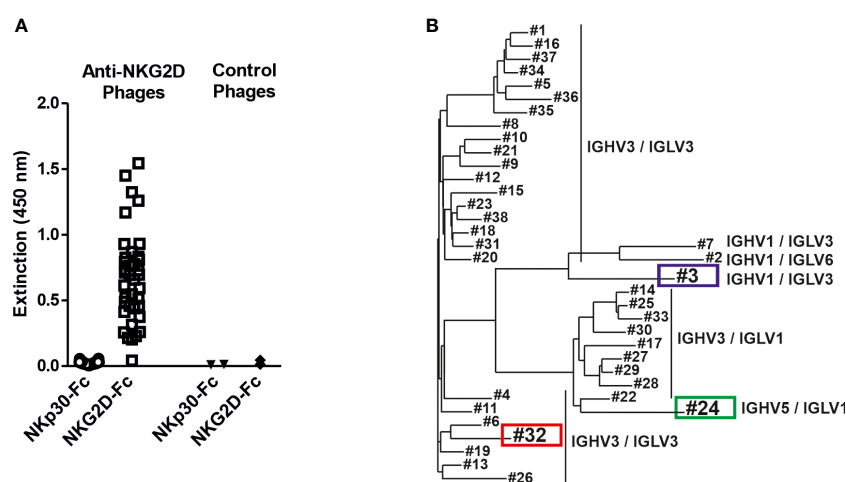 A
Anti-NKG2D
Phages
Control
Phages
Extinction (450 nm)
2.0
1.5
1.0
0.5
0.0
NKp30-Fc
NKG2D-Fc
NKp30-Fc
NKG2D-Fc
B
#1
#16
#37
#34
#5
#36
#35
#8
#10
IGHV3 / IGLV3
#21
#9
#12
#15
#23
#38
#18
#31
#20
#7
IGHV1 / IGLV3
#2
IGHV1 / IGLV6
#3
IGHV1 / IGLV3
#14
#25
#33
#30
IGHV3 / IGLV1
#17
#27
#29
#28
#22
#4
#24
IGHV5 / IGLV1
#11
#6
#32
IGHV3 / IGLV3
#19
#13
#26